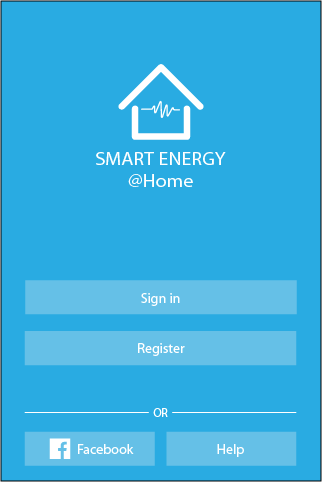 SMART ENERGY
@Home
Sign in
Register
OR
Facebook
Help